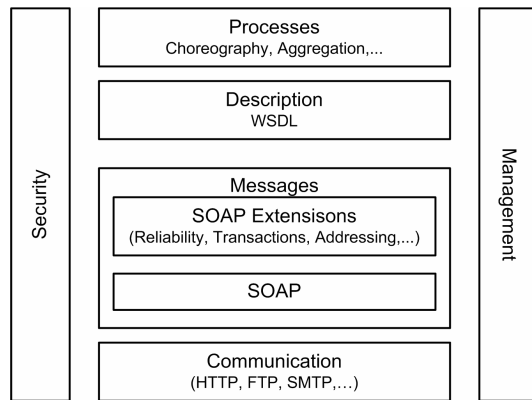 Security
Processes
Choreography, Aggregation,...
Description
WSDL
Messages
SOAP Extensisons
(Reliability, Transactions, Addressing,...)
SOAP
Communication
(HTTP, FTP, SMTP,...)
Management